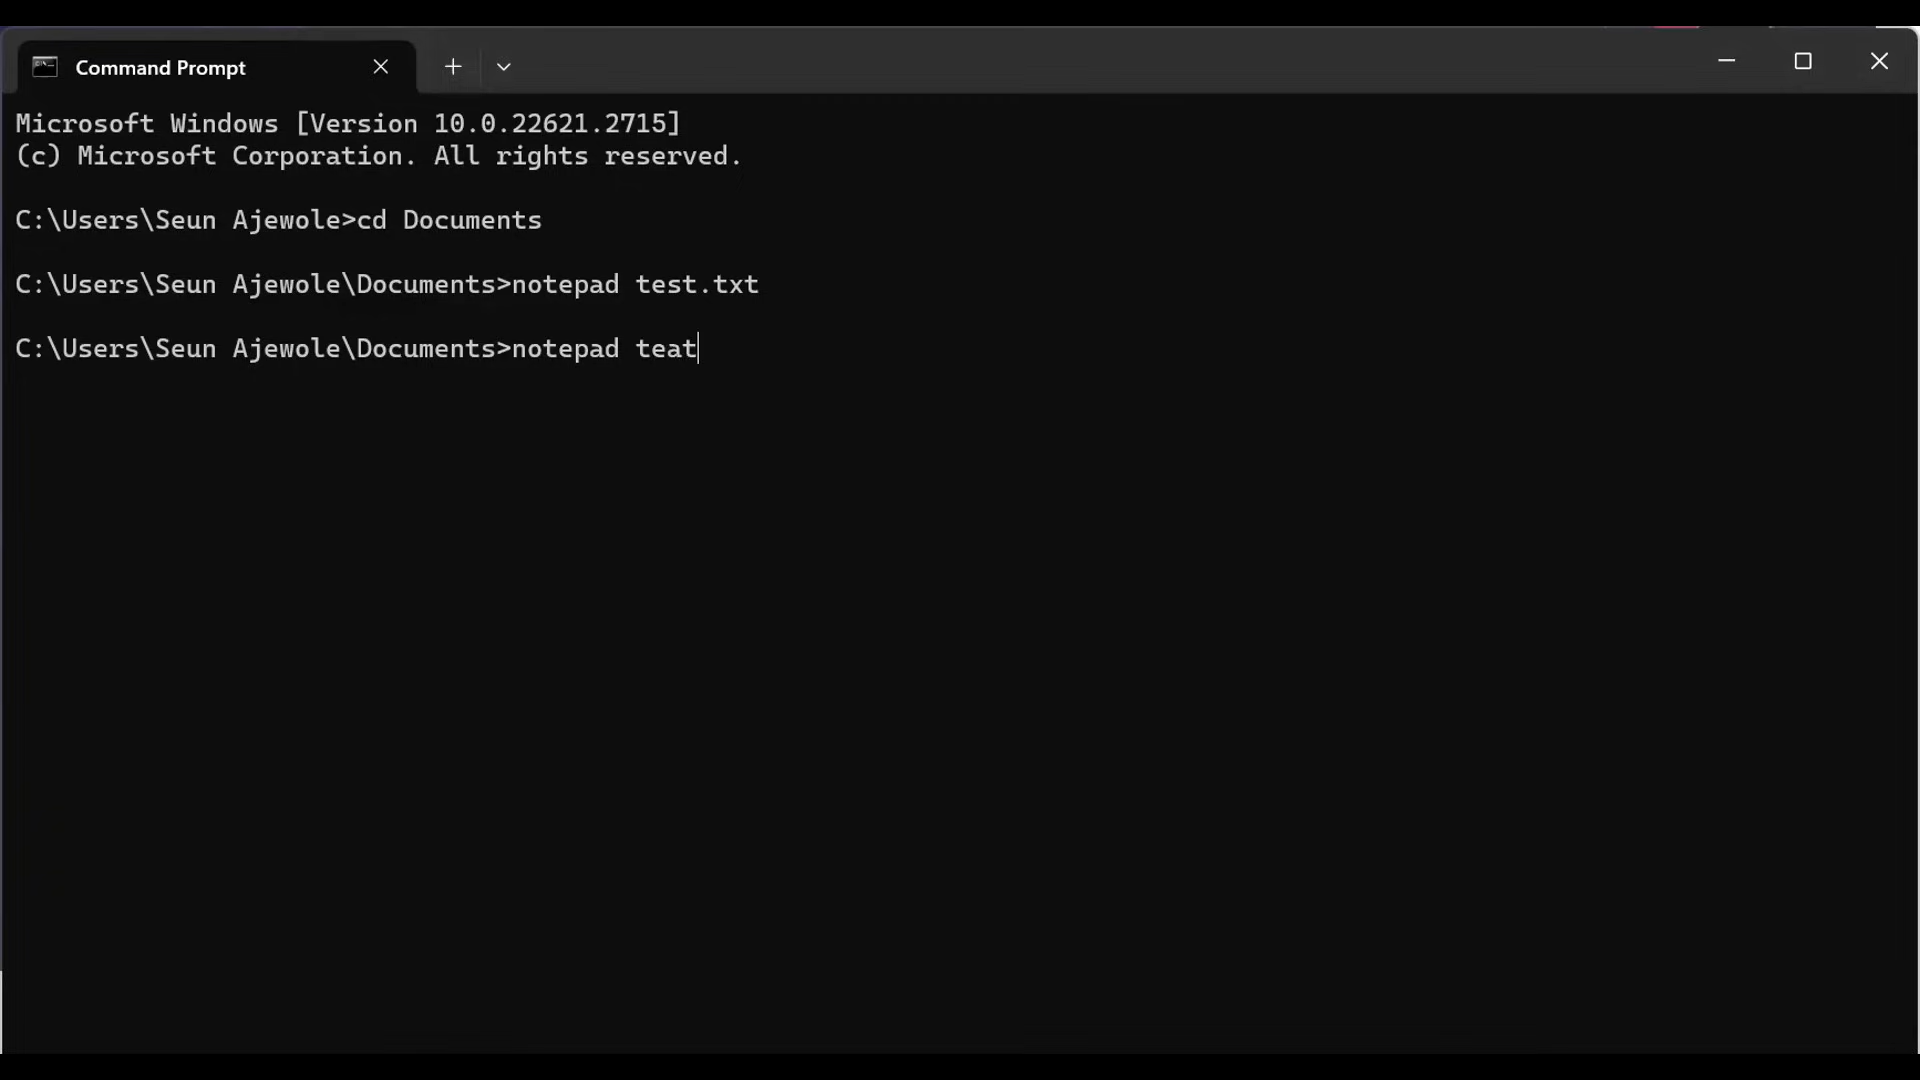 Command Prompt
Microsoft Windows [Version 10.0.22621.2715]
(c) Microsoft Corporation. All rights reserved.
C:\Users\Seun Ajewole>cd Documents
C:\Users\Seun Ajewole\Documents>notepad test.txt
C:\Users\Seun Ajewole\Documents>notepad teat